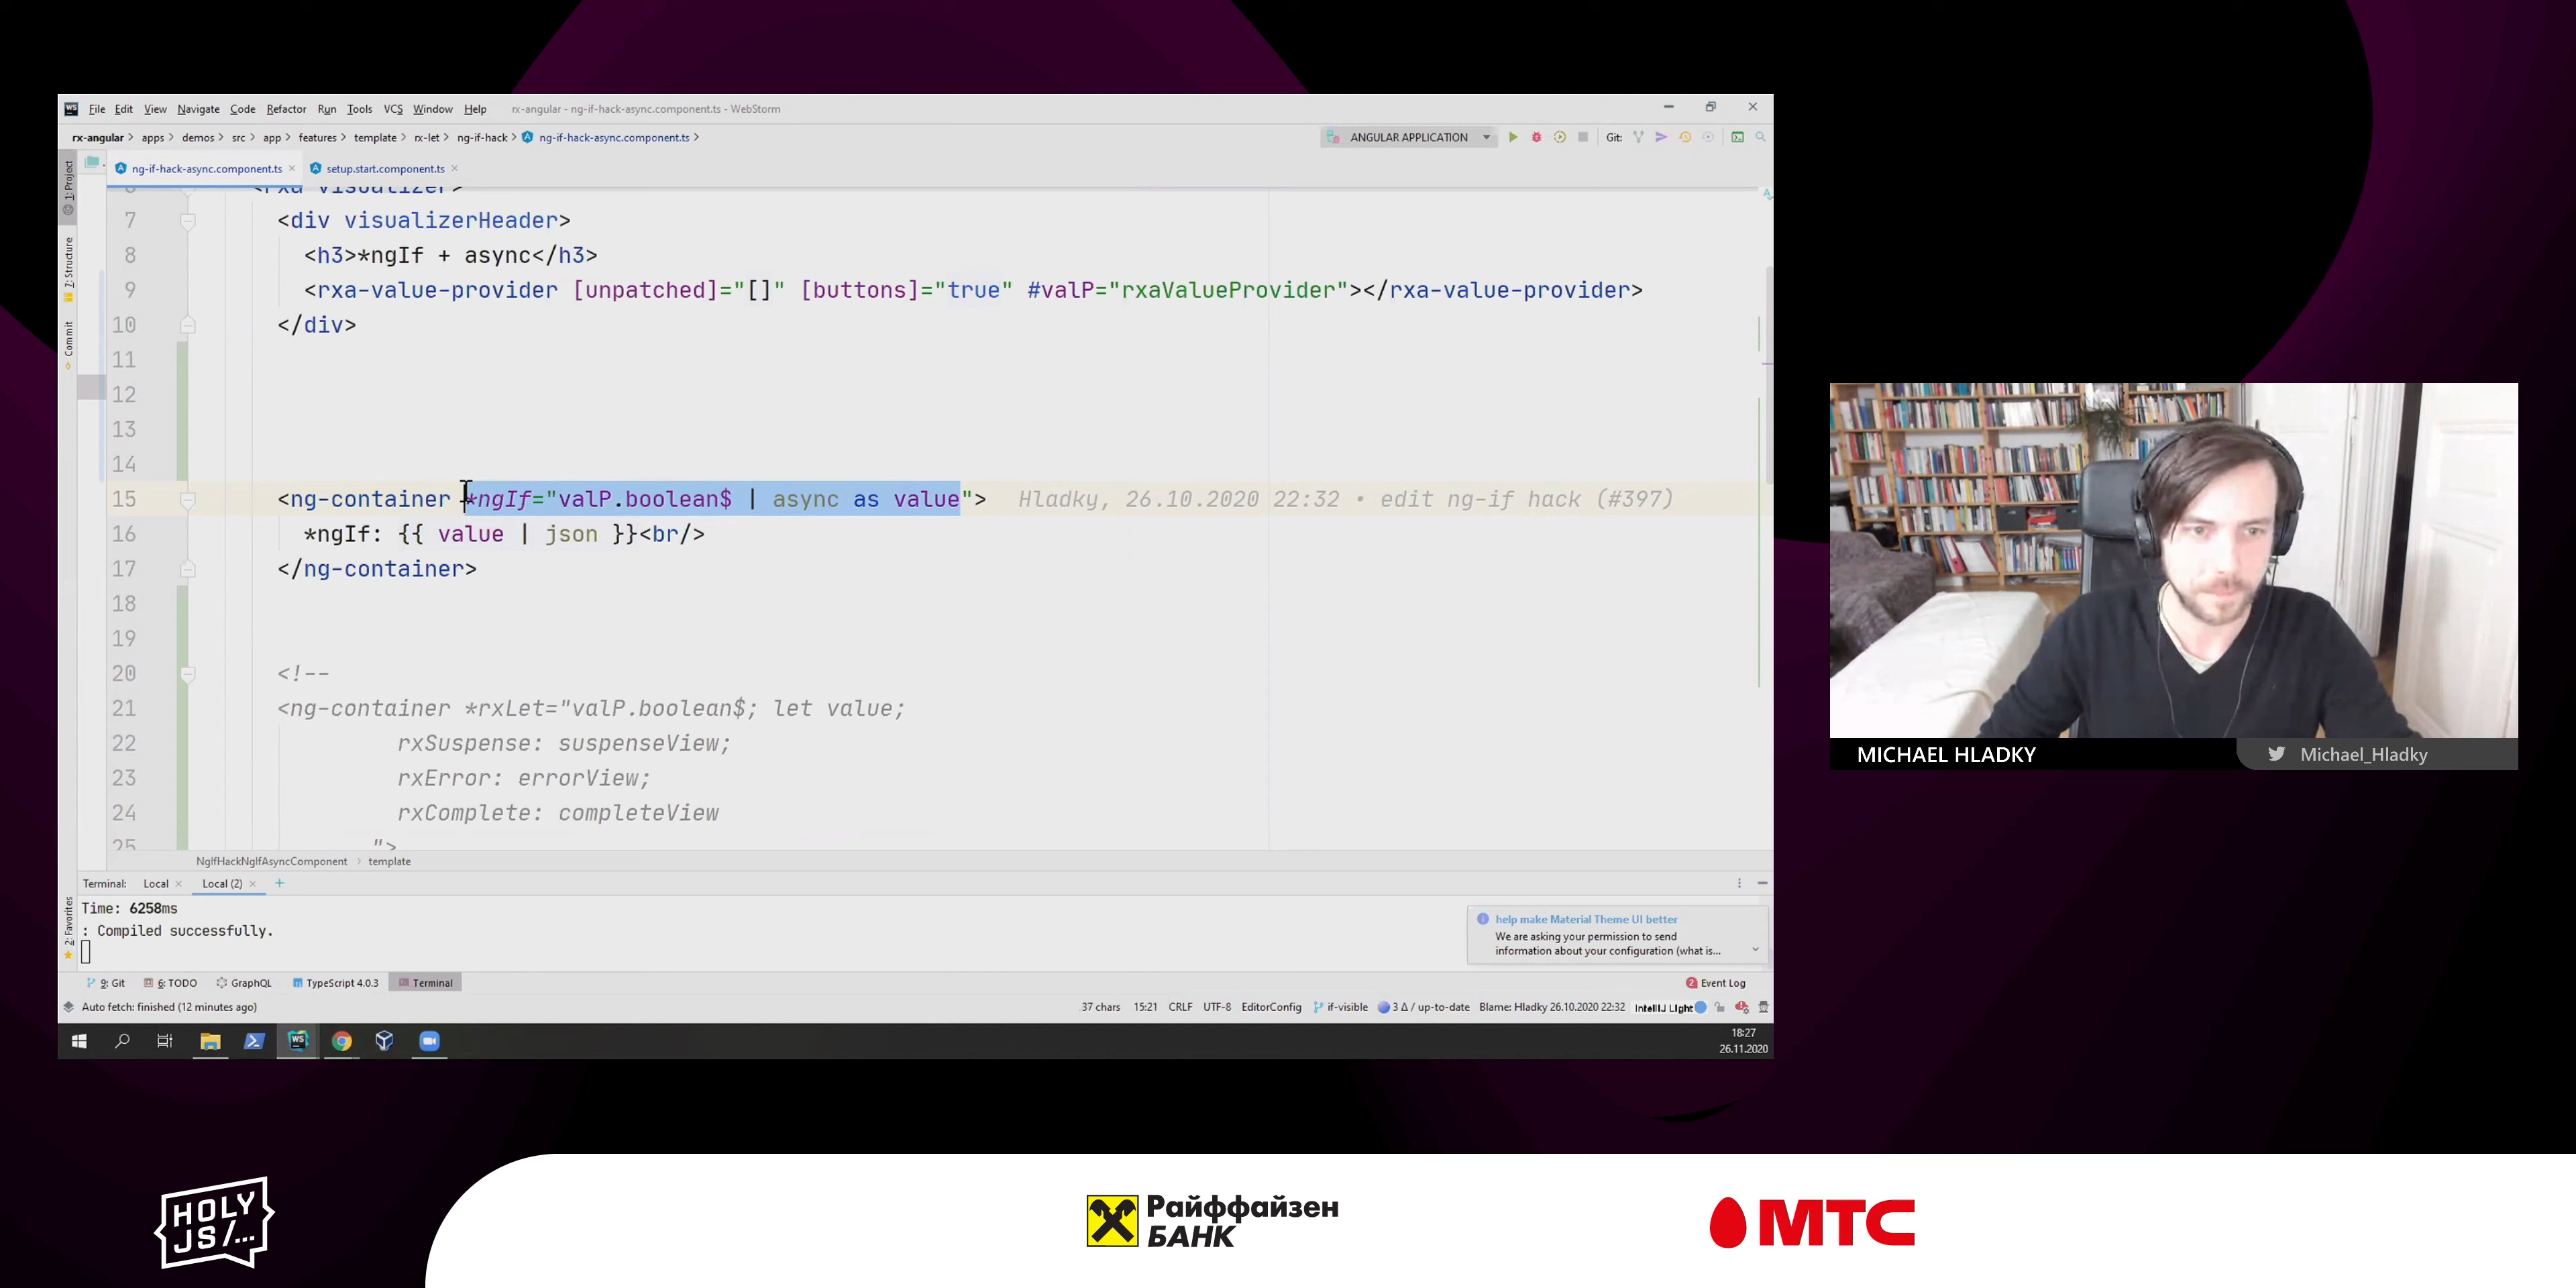 File Edit View Navigate Code Refactor Run Tools VCS Window Help rx-angular - ng-if-hack-async.component.ts - WebStorm
rx-angular > apps > demos > src > app > features > template > rx-let > ng-if-hack > ng-if-hack-async.component.ts >
ANGULAR APPLICATION Git:
ng-if-hack-async.component.ts × setup.start.component.ts ×
1: Project
7: Structure
Commit
2: Favorites
7 <div visualizerHeader>
8 <h3>*ngIf + async</h3>
9 <rxa-value-provider [unpatched]="[]" [buttons]="true" #valP="rxaValueProvider"></rxa-value-provider>
10 </div>
11
12
13
14
15 <ng-container *ngIf="valP.boolean$ | async as value"> Hladky, 26.10.2020 22:32 • edit ng-if hack (#397)
16 *ngIf: {{ value | json }}<br/>
17 </ng-container>
18
19
20 <!--
21 <ng-container *rxLet="valP.boolean$; let value;
22 rxSuspense: suspenseView;
23 rxError: errorView;
24 rxComplete: completeView
25 ">
NgIfHackNgIfAsyncComponent > template
Terminal: Local × Local (2) × +
Time: 6258ms
: Compiled successfully.
help make Material Theme UI better
We are asking your permission to send
information about your configuration (what is...
9: Git 6: TODO GraphQL TypeScript 4.0.3 Terminal 2 Event Log
Auto fetch: finished (12 minutes ago) 37 chars 15:21 CRLF UTF-8 EditorConfig if-visible 3 Δ / up-to-date Blame: Hladky 26.10.2020 22:32 IntelliJ Light
18:27
26.11.2020
MICHAEL HLADKY
Michael_Hladky
HOLY
JS/...
Райффайзен
БАНК
МТС